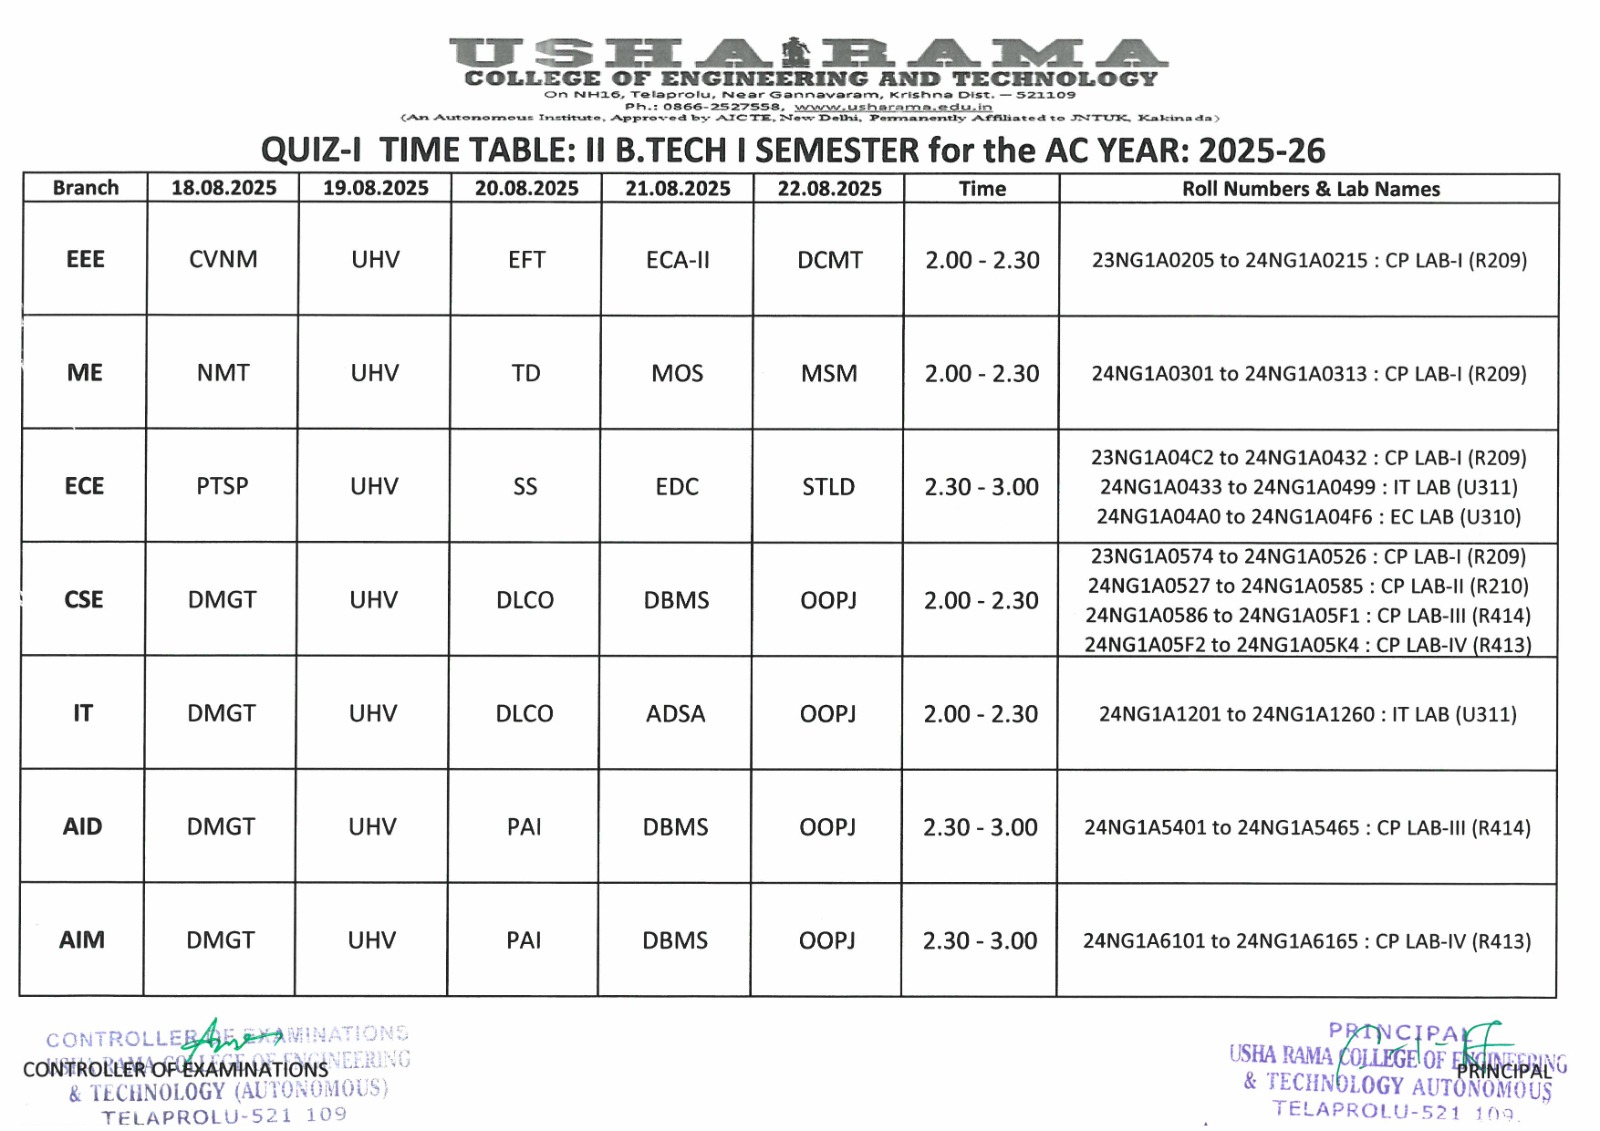 USHA RAMA
COLLEGE OF ENGINEERING AND TECHNOLOGY
On NH16, Telaprolu, Near Gannavaram, Krishna Dist. – 521109
Ph.: 0866-2527558, www.usharama.edu.in
(An Autonomous Institute, Approved by AICTE, New Delhi, Permanently Affiliated to JNTUK, Kakinada)
QUIZ-I TIME TABLE: II B.TECH I SEMESTER for the AC YEAR: 2025-26
Branch 18.08.2025 19.08.2025 20.08.2025 21.08.2025 22.08.2025 Time Roll Numbers & Lab Names
EEE CVNM UHV EFT ECA-II DCMT 2.00 - 2.30 23NG1A0205 to 24NG1A0215 : CP LAB-I (R209)
ME NMT UHV TD MOS MSM 2.00 - 2.30 24NG1A0301 to 24NG1A0313 : CP LAB-I (R209)
ECE PTSP UHV SS EDC STLD 2.30 - 3.00 23NG1A04C2 to 24NG1A0432 : CP LAB-I (R209)
24NG1A0433 to 24NG1A0499 : IT LAB (U311)
24NG1A04A0 to 24NG1A04F6 : EC LAB (U310)
CSE DMGT UHV DLCO DBMS OOPJ 2.00 - 2.30 23NG1A0574 to 24NG1A0526 : CP LAB-I (R209)
24NG1A0527 to 24NG1A0585 : CP LAB-II (R210)
24NG1A0586 to 24NG1A05F1 : CP LAB-III (R414)
24NG1A05F2 to 24NG1A05K4 : CP LAB-IV (R413)
IT DMGT UHV DLCO ADSA OOPJ 2.00 - 2.30 24NG1A1201 to 24NG1A1260 : IT LAB (U311)
AID DMGT UHV PAI DBMS OOPJ 2.30 - 3.00 24NG1A5401 to 24NG1A5465 : CP LAB-III (R414)
AIM DMGT UHV PAI DBMS OOPJ 2.30 - 3.00 24NG1A6101 to 24NG1A6165 : CP LAB-IV (R413)
CONTROLLER OF EXAMINATIONS
USHA RAMA COLLEGE OF ENGINEERING
CONTROLLER OF EXAMINATIONS
& TECHNOLOGY (AUTONOMOUS)
TELAPROLU-521 109
PRINCIPAL
USHA RAMA COLLEGE OF ENGINEERING
PRINCIPAL
& TECHNOLOGY AUTONOMOUS
TELAPROLU-521 109.